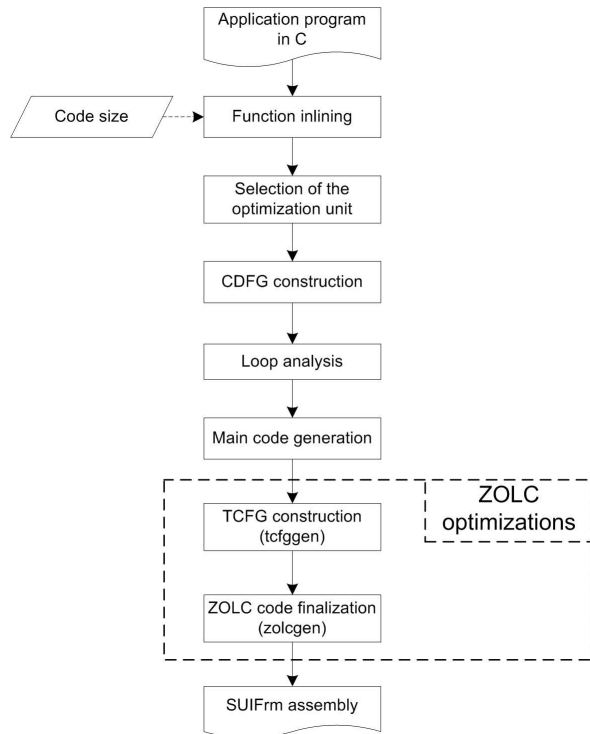 Application program
in C
Code size
Function inlining
Selection of the
optimization unit
CDFG construction
Loop analysis
Main code generation
ZOLC
optimizations
TCFG construction
(tcfggen)
ZOLC code finalization
(zolcgen)
SUIFrm assembly